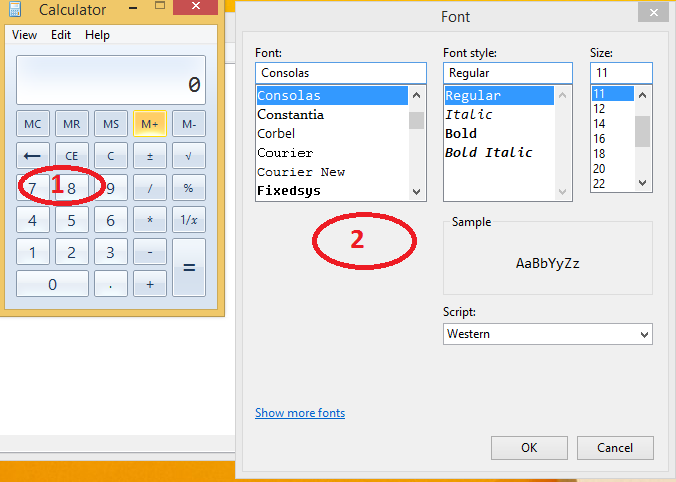 Calculator
View Edit Help
0
MC MR MS M+ M-
← CE C ± √
7 8 9 / %
1
4 5 6 * 1/x
1 2 3 - =
0 . +
Font
Font:
Consolas
Consolas
Constantia
Corbel
Courier
Courier New
Fixedsys
Font style:
Regular
Regular
Italic
Bold
Bold Italic
Size:
11
11
12
14
16
18
20
22
2
Sample
AaBbYyZz
Script:
Western
Show more fonts
OK Cancel